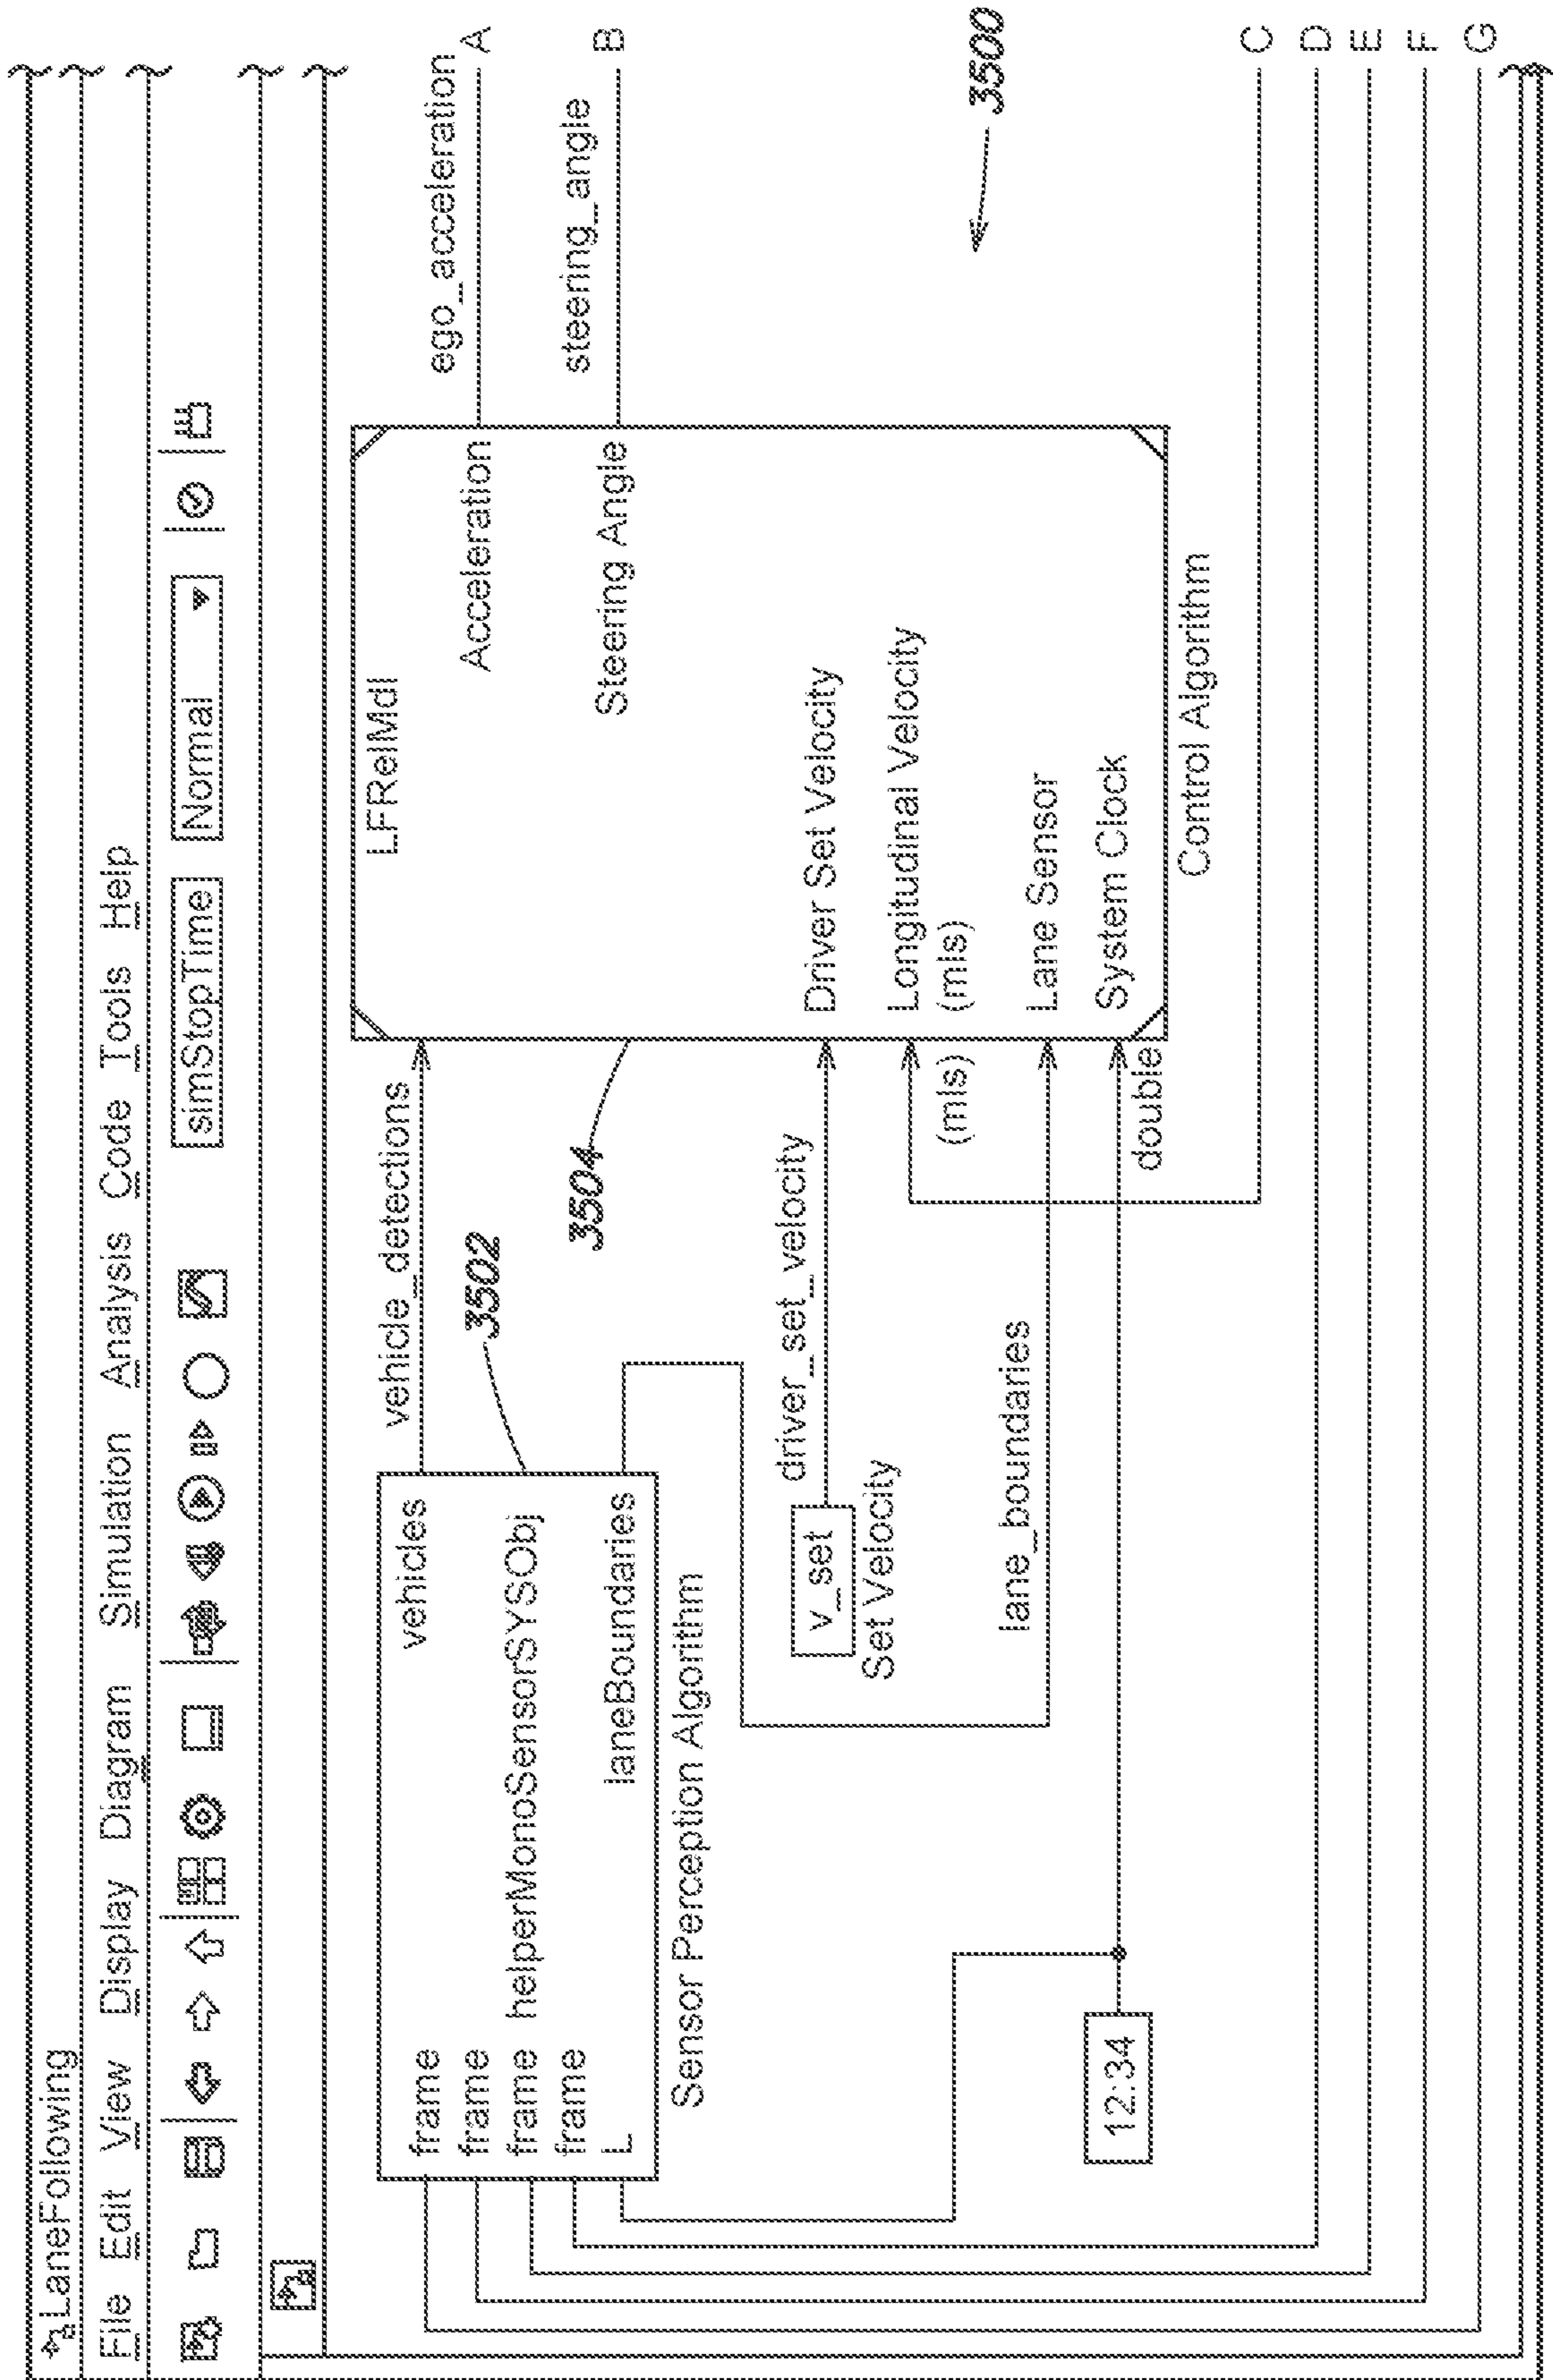 LaneFollowing
File Edit View Display Diagram Simulation Analysis Code Tools Help
simStopTime
Normal
frame
frame
frame
frame
L
vehicles
helperMonoSensorSYSObj
laneBoundaries
Sensor Perception Algorithm
vehicle_detections
3502
3504
v_set
Set Velocity
driver_set_velocity
lane_boundaries
12:34
(mls)
double
LFRelMdl
Acceleration
Steering Angle
Driver Set Velocity
Longitudinal Velocity
(mls)
Lane Sensor
System Clock
Control Algorithm
ego_acceleration
steering_angle
A
B
3500
C
D
E
F
G